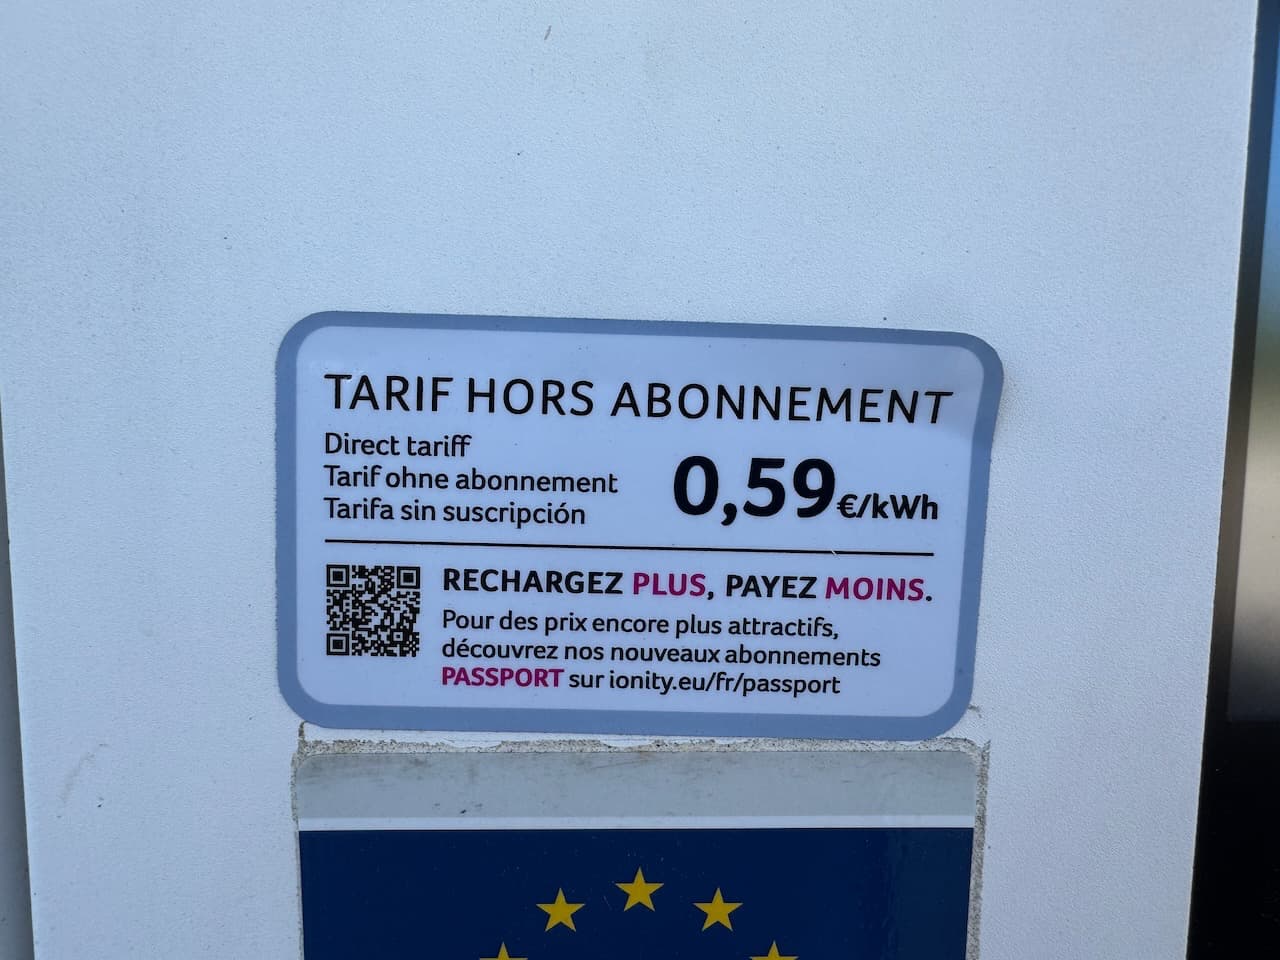 TARIF HORS ABONNEMENT
Direct tariff
Tarif ohne abonnement
Tarifa sin suscripción
0,59 €/kWh
RECHARGEZ PLUS, PAYEZ MOINS.
Pour des prix encore plus attractifs,
découvrez nos nouveaux abonnements
PASSPORT sur ionity.eu/fr/passport